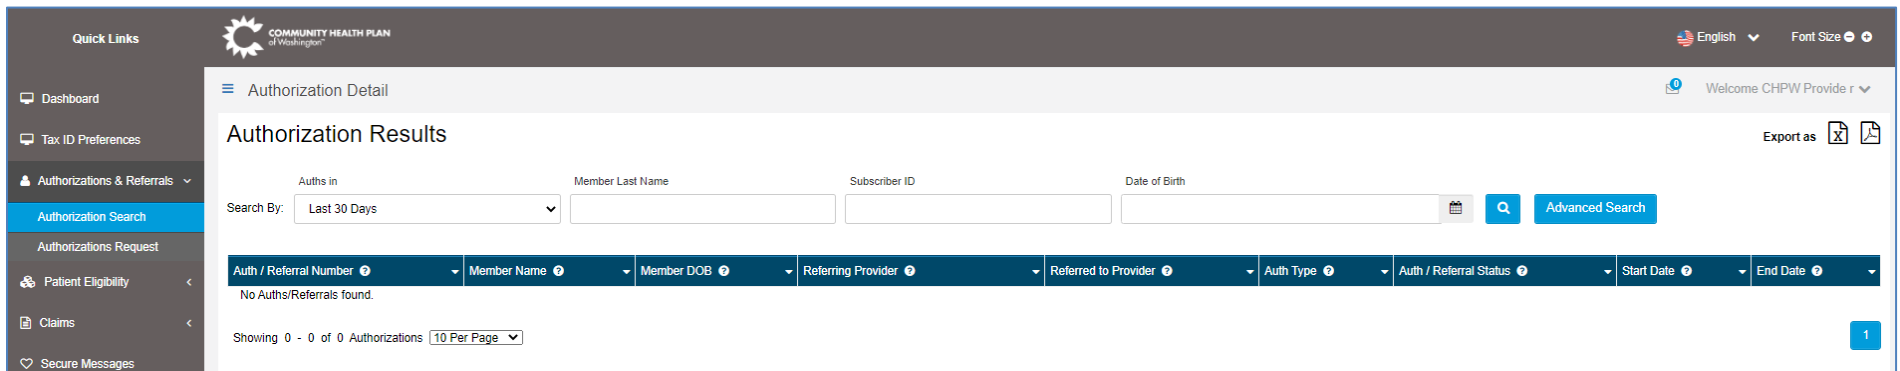 Quick Links
COMMUNITY HEALTH PLAN
of Washington™
English
Font Size
Dashboard
Authorization Detail
0
Welcome CHPW Provide r
Tax ID Preferences
Authorization Results
Export as
Authorizations & Referrals
Auths in
Member Last Name
Subscriber ID
Date of Birth
Search By:
Last 30 Days
Advanced Search
Authorization Search
Authorizations Request
Patient Eligibility
Claims
Secure Messages
Auth / Referral Number
Member Name
Member DOB
Referring Provider
Referred to Provider
Auth Type
Auth / Referral Status
Start Date
End Date
No Auths/Referrals found.
Showing 0 - 0 of 0 Authorizations
10 Per Page
1